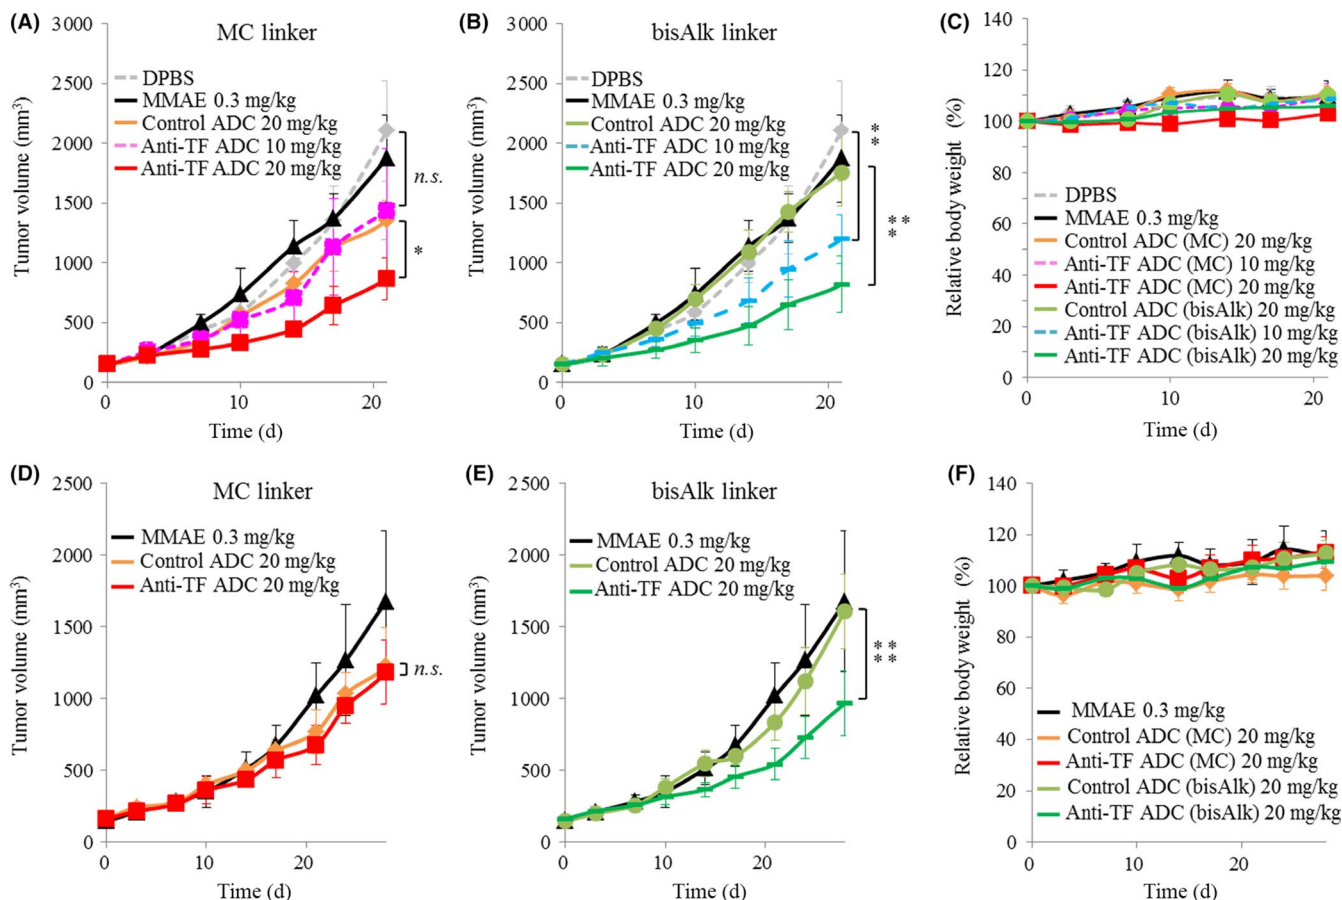 (A)
MC linker
3 000
2500
2000
1500
1000
500
0
Tumor volume (mm³)
DPBS
MMAE 0.3 mg/kg
Control ADC 20 mg/kg
Anti-TF ADC 10 mg/kg
Anti-TF ADC 20 mg/kg
n.s.
*
0 10 20
Time (d)
(B)
bisAlk linker
3 000
2500
2000
1500
1000
500
0
Tumor volume (mm³)
DPBS
MMAE 0.3 mg/kg
Control ADC 20 mg/kg
Anti-TF ADC 10 mg/kg
Anti-TF ADC 20 mg/kg
**
***
0 10 20
Time (d)
(C)
140
120
100
80
60
40
20
0
Relative body weight (%)
DPBS
MMAE 0.3 mg/kg
Control ADC (MC) 20 mg/kg
Anti-TF ADC (MC) 10 mg/kg
Anti-TF ADC (MC) 20 mg/kg
Control ADC (bisAlk) 20 mg/kg
Anti-TF ADC (bisAlk) 10 mg/kg
Anti-TF ADC (bisAlk) 20 mg/kg
0 10 20
Time (d)
(D)
MC linker
2500
2000
1500
1000
500
0
Tumor volume (mm³)
MMAE 0.3 mg/kg
Control ADC 20 mg/kg
Anti-TF ADC 20 mg/kg
n.s.
0 10 20
Time (d)
(E)
bisAlk linker
2500
2000
1500
1000
500
0
Tumor volume (mm³)
MMAE 0.3 mg/kg
Control ADC 20 mg/kg
Anti-TF ADC 20 mg/kg
****
0 10 20
Time (d)
(F)
140
120
100
80
60
40
20
0
Relative body weight (%)
MMAE 0.3 mg/kg
Control ADC (MC) 20 mg/kg
Anti-TF ADC (MC) 20 mg/kg
Control ADC (bisAlk) 20 mg/kg
Anti-TF ADC (bisAlk) 20 mg/kg
0 10 20
Time (d)